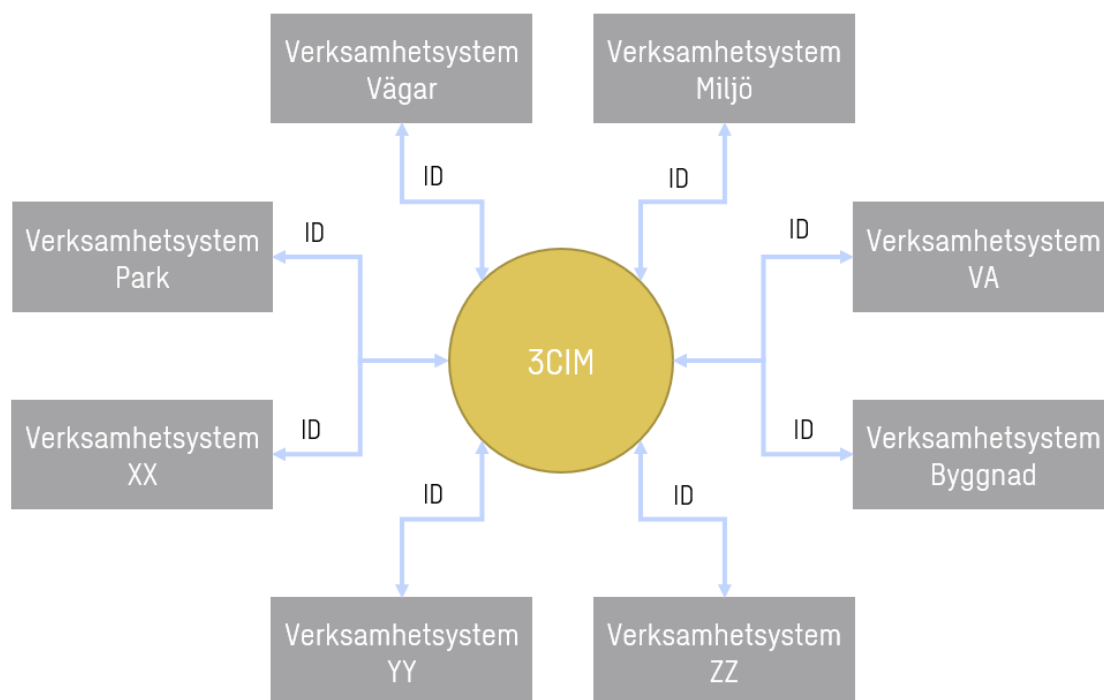 Verksamhetsystem
Vägar
Verksamhetsystem
Miljö
ID
ID
Verksamhetsystem
Park
ID
ID
Verksamhetsystem
VA
3CIM
Verksamhetsystem
XX
ID
ID
Verksamhetsystem
Byggnad
ID
ID
Verksamhetsystem
YY
Verksamhetsystem
ZZ